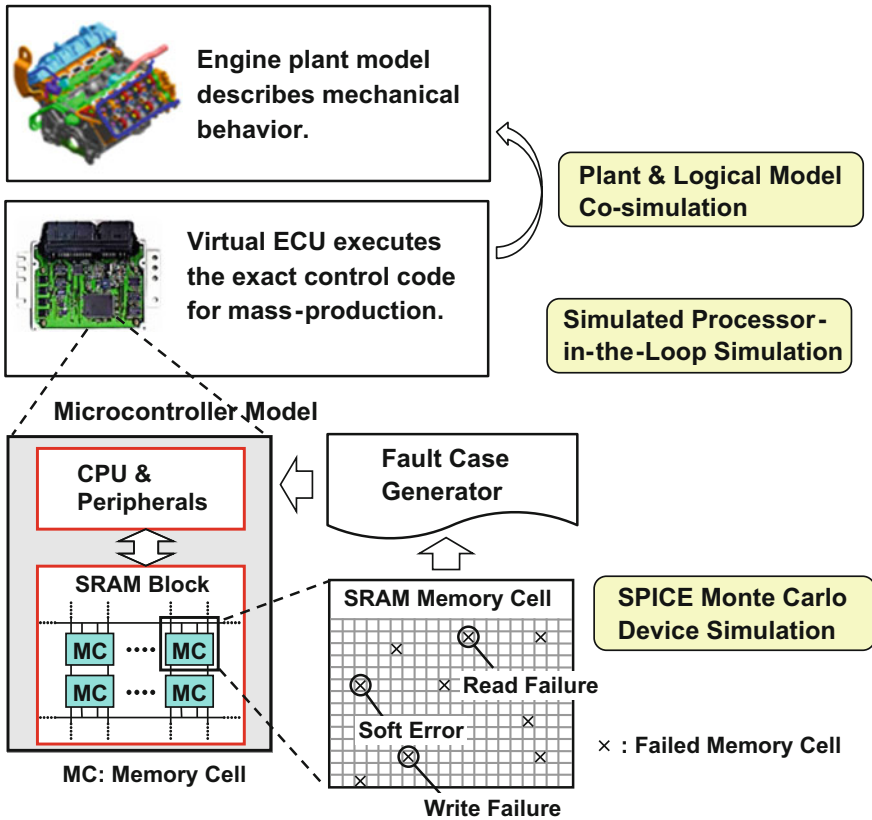 Engine plant model
describes mechanical
behavior.
Plant & Logical Model
Co-simulation
Virtual ECU executes
the exact control code
for mass-production.
Simulated Processor-
in-the-Loop Simulation
Microcontroller Model
CPU &
Peripherals
Fault Case
Generator
SRAM Block
MC
MC
MC
MC
MC: Memory Cell
SRAM Memory Cell
Read Failure
Soft Error
Write Failure
SPICE Monte Carlo
Device Simulation
× : Failed Memory Cell